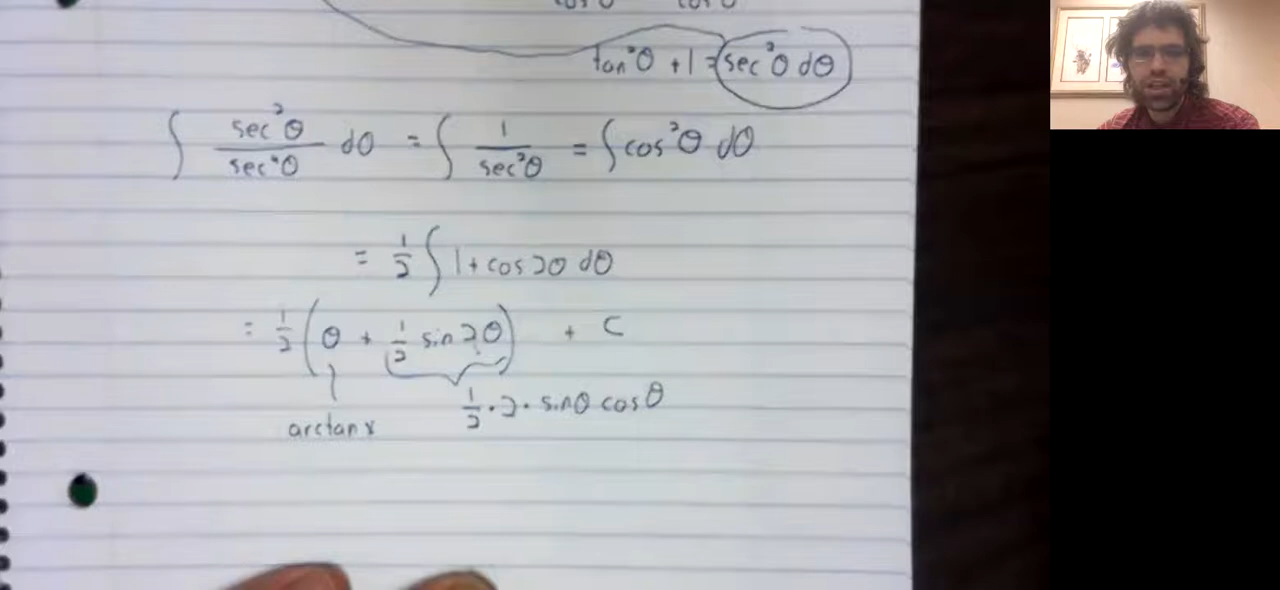 tan²θ + 1 = sec²θ dθ
∫ sec²θ / sec⁴θ dθ = ∫ 1 / sec²θ = ∫ cos²θ dθ
= 1/2 ∫ 1 + cos 2θ dθ
= 1/2 ( θ + 1/2 sin 2θ ) + C
1/2 · 2 · sinθ cosθ
arctan x